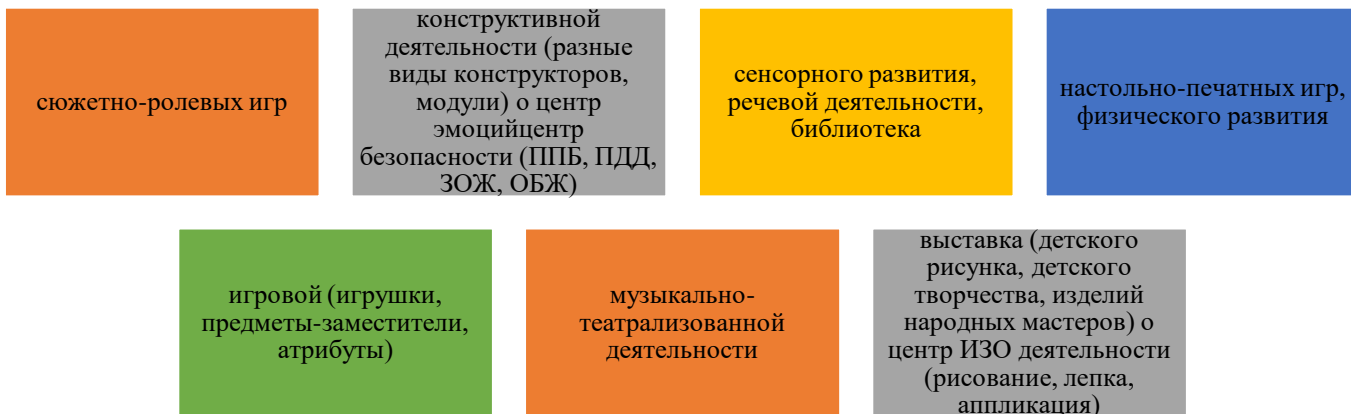 сюжетно-ролевых игр
конструктивной
деятельности (разные
виды конструкторов,
модули) о центр
эмоцийцентр
безопасности (ППБ, ПДД,
ЗОЖ, ОБЖ)
сенсорного развития,
речевой деятельности,
библиотека
настольно-печатных игр,
физического развития
игровой (игрушки,
предметы-заместители,
атрибуты)
музыкально-
театрализованной
деятельности
выставка (детского
рисунка, детского
творчества, изделий
народных мастеров) о
центр ИЗО деятельности
(рисование, лепка,
аппликация)